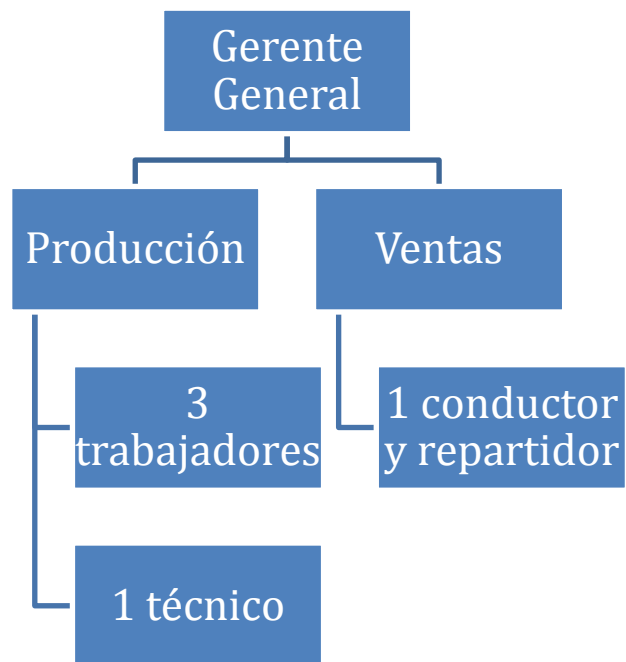 Gerente
General
Producción
Ventas
3
trabajadores
1 conductor
y repartidor
1 técnico